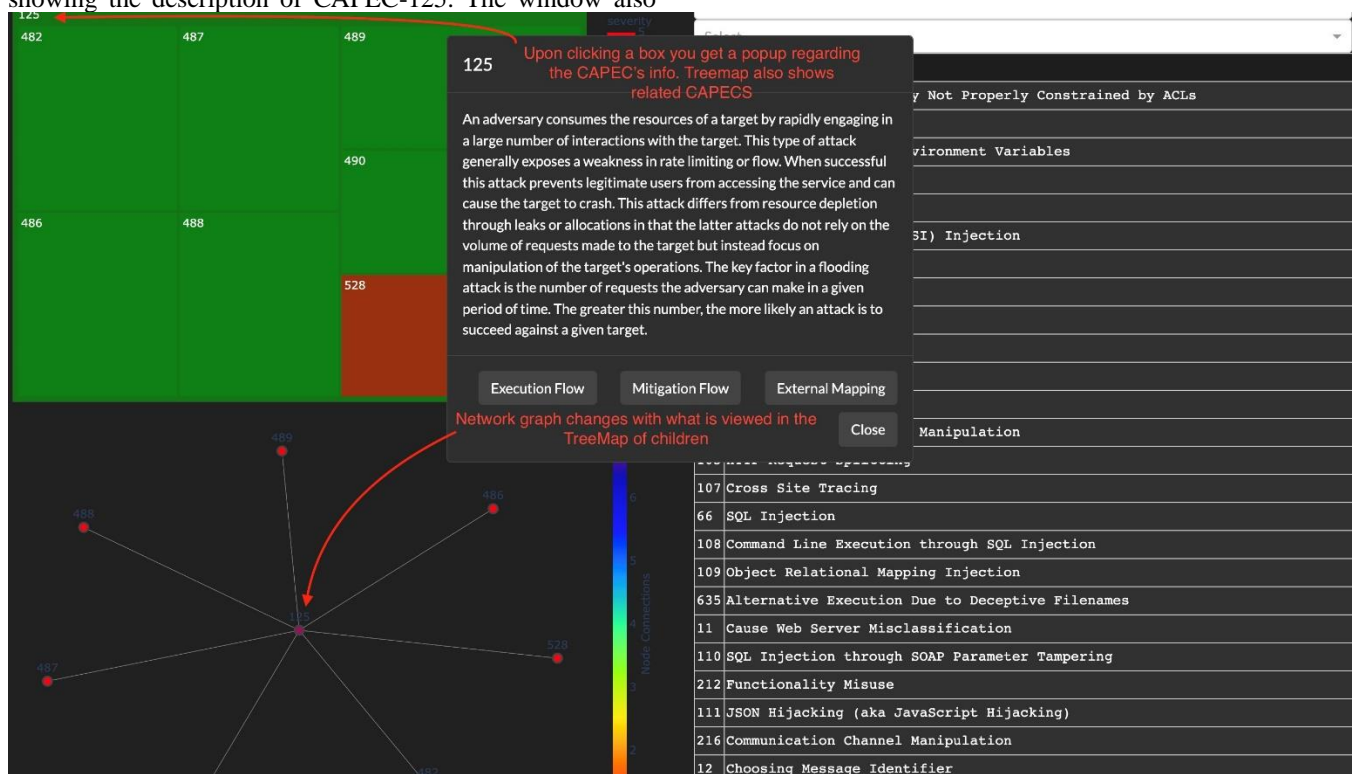 showing the description of CAPEC-125. The window also
125
482
487
489
490
486
488
528
severity
5
Select...
125
Upon clicking a box you get a popup regarding
the CAPEC's info. Treemap also shows
related CAPECS
An adversary consumes the resources of a target by rapidly engaging in
a large number of interactions with the target. This type of attack
generally exposes a weakness in rate limiting or flow. When successful
this attack prevents legitimate users from accessing the service and can
cause the target to crash. This attack differs from resource depletion
through leaks or allocations in that the latter attacks do not rely on the
volume of requests made to the target but instead focus on
manipulation of the target's operations. The key factor in a flooding
attack is the number of requests the adversary can make in a given
period of time. The greater this number, the more likely an attack is to
succeed against a given target.
Execution Flow
Mitigation Flow
External Mapping
Close
Network graph changes with what is viewed in the
TreeMap of children
y Not Properly Constrained by ACLs
vironment Variables
SI) Injection
Manipulation
105 HTTP Request Splitting
107 Cross Site Tracing
66 SQL Injection
108 Command Line Execution through SQL Injection
109 Object Relational Mapping Injection
635 Alternative Execution Due to Deceptive Filenames
11 Cause Web Server Misclassification
110 SQL Injection through SOAP Parameter Tampering
212 Functionality Misuse
111 JSON Hijacking (aka JavaScript Hijacking)
216 Communication Channel Manipulation
12 Choosing Message Identifier
489
486
488
125
528
487
482
6
5
4
3
2
Node Connections